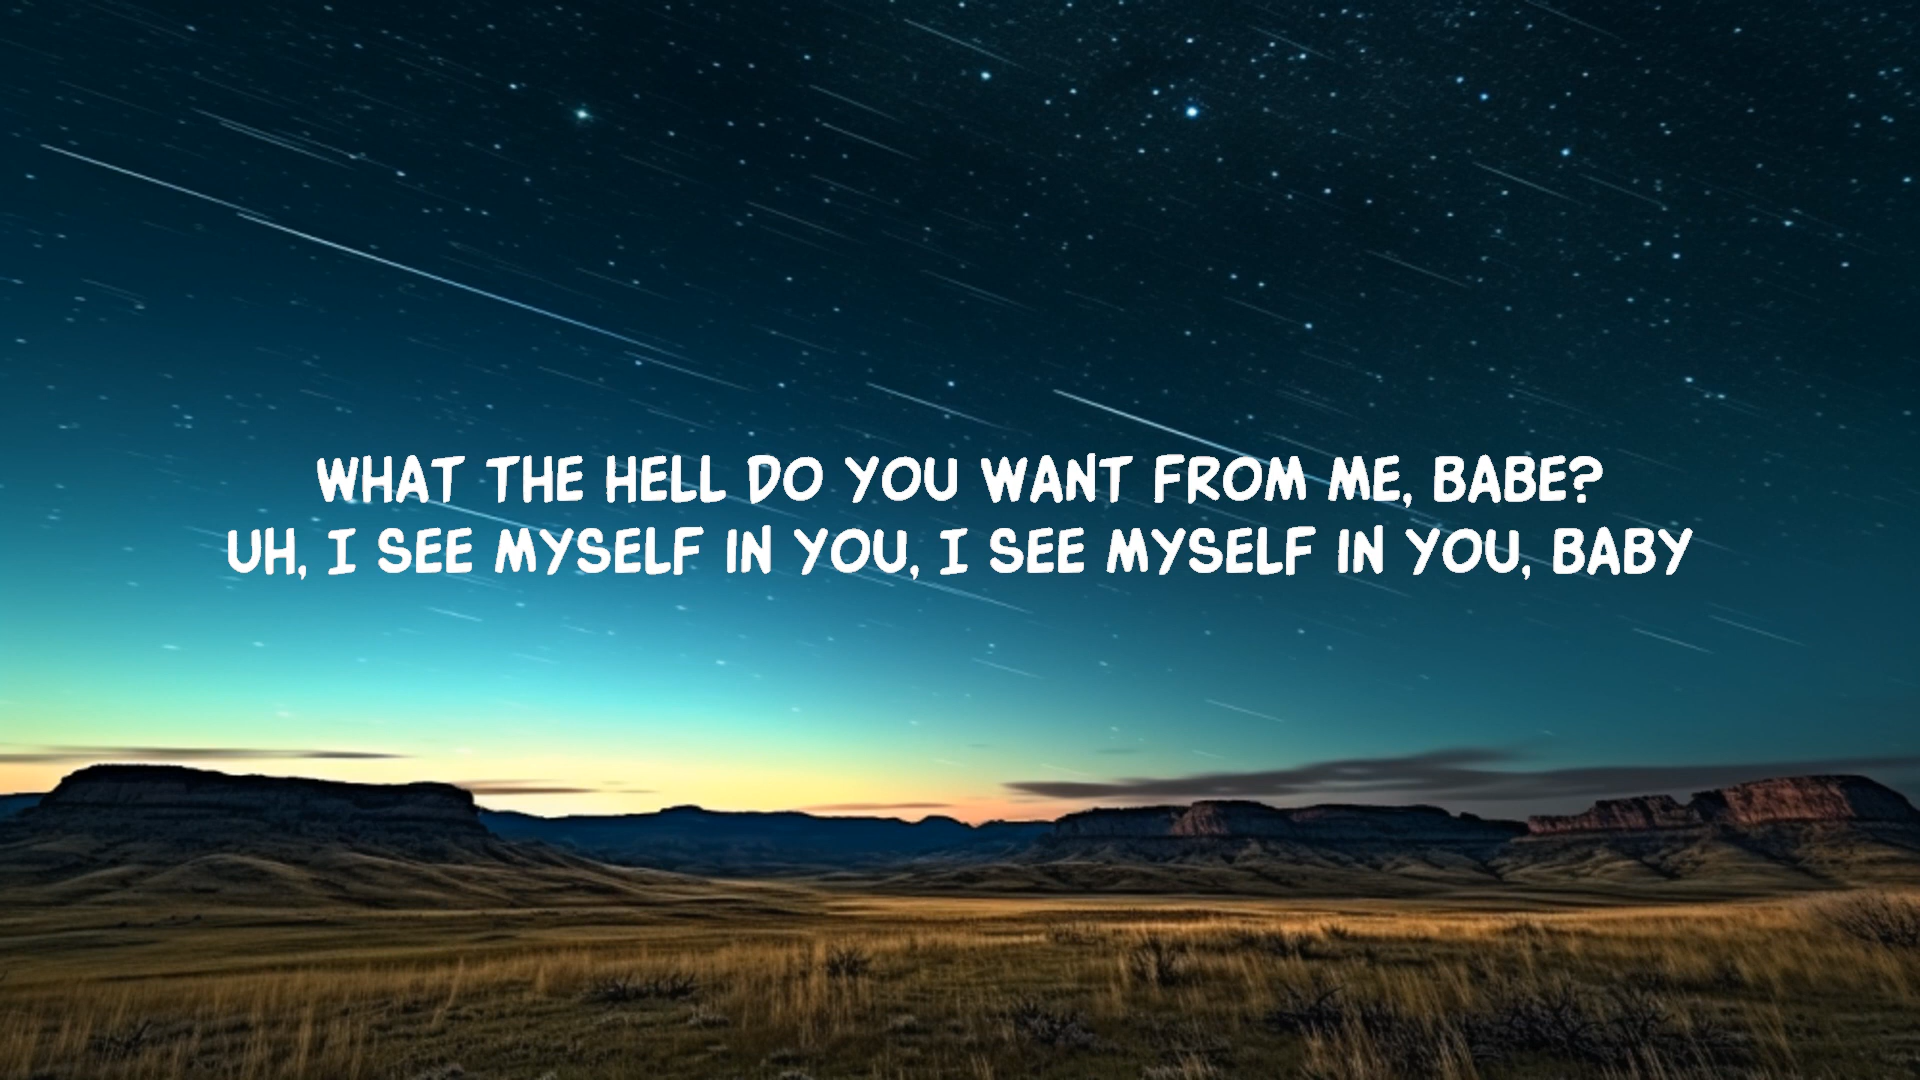 WHAT THE HELL DO YOU WANT FROM ME, BABE?
UH, I SEE MYSELF IN YOU, I SEE MYSELF IN YOU, BABY